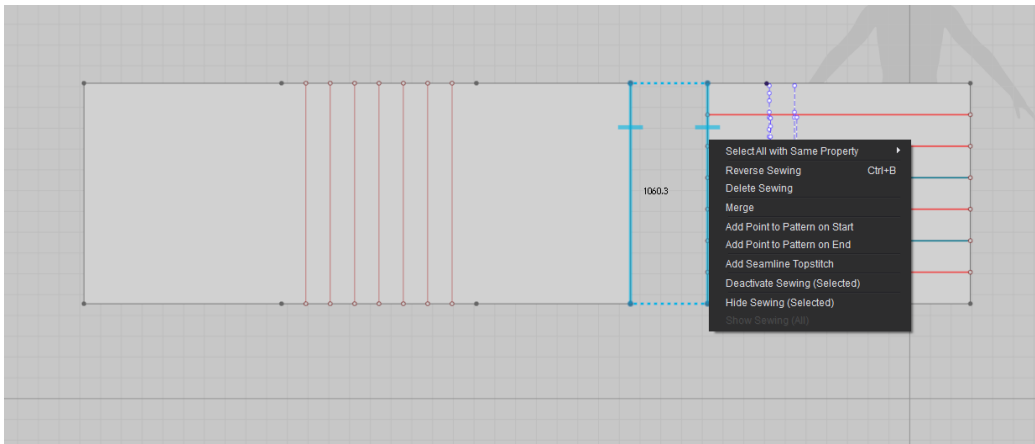 1060.3
Select All with Same Property
Reverse Sewing Ctrl+B
Delete Sewing
Merge
Add Point to Pattern on Start
Add Point to Pattern on End
Add Seamline Topstitch
Deactivate Sewing (Selected)
Hide Sewing (Selected)
Show Sewing (All)